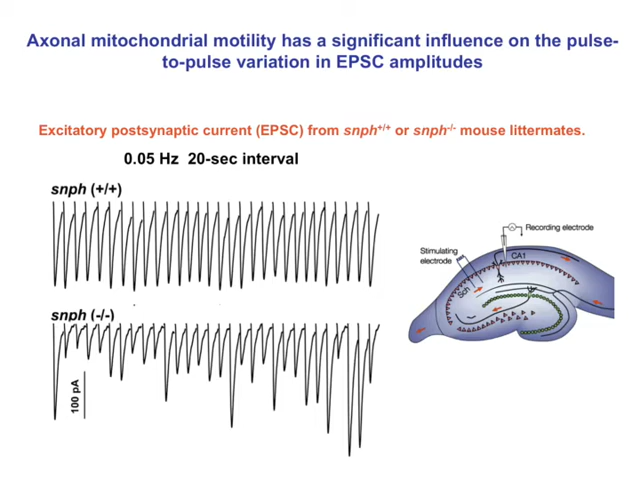 Axonal mitochondrial motility has a significant influence on the pulse-
to-pulse variation in EPSC amplitudes
Excitatory postsynaptic current (EPSC) from snph+/+ or snph-/- mouse littermates.
0.05 Hz 20-sec interval
snph (+/+)
snph (-/-)
100 pA
Recording electrode
Stimulating
electrode
CA1
Sch